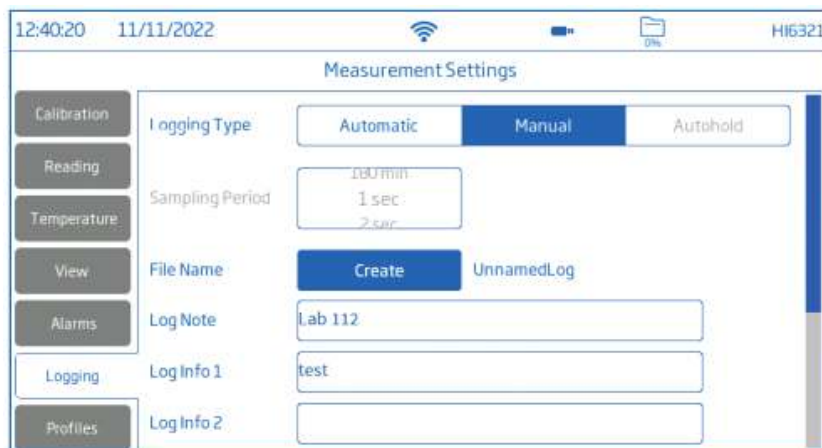 12:40:20 11/11/2022 0% HI6321
Measurement Settings
Calibration
Logging Type Automatic Manual Autohold
Reading
180 min
Sampling Period 1 sec
2 sec
Temperature
View File Name Create UnnamedLog
Alarms Log Note Lab 112
Logging Log Info 1 test
Profiles Log Info 2